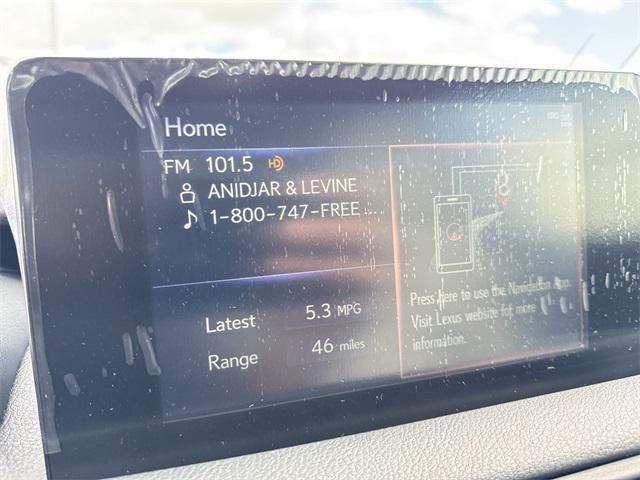 Home
FM 101.5 HD
ANIDJAR & LEVINE
1-800-747-FREE ...
Latest 5.3 MPG
Range 46 miles
Press here to use the Navigation App.
Visit Lexus website for more
information.